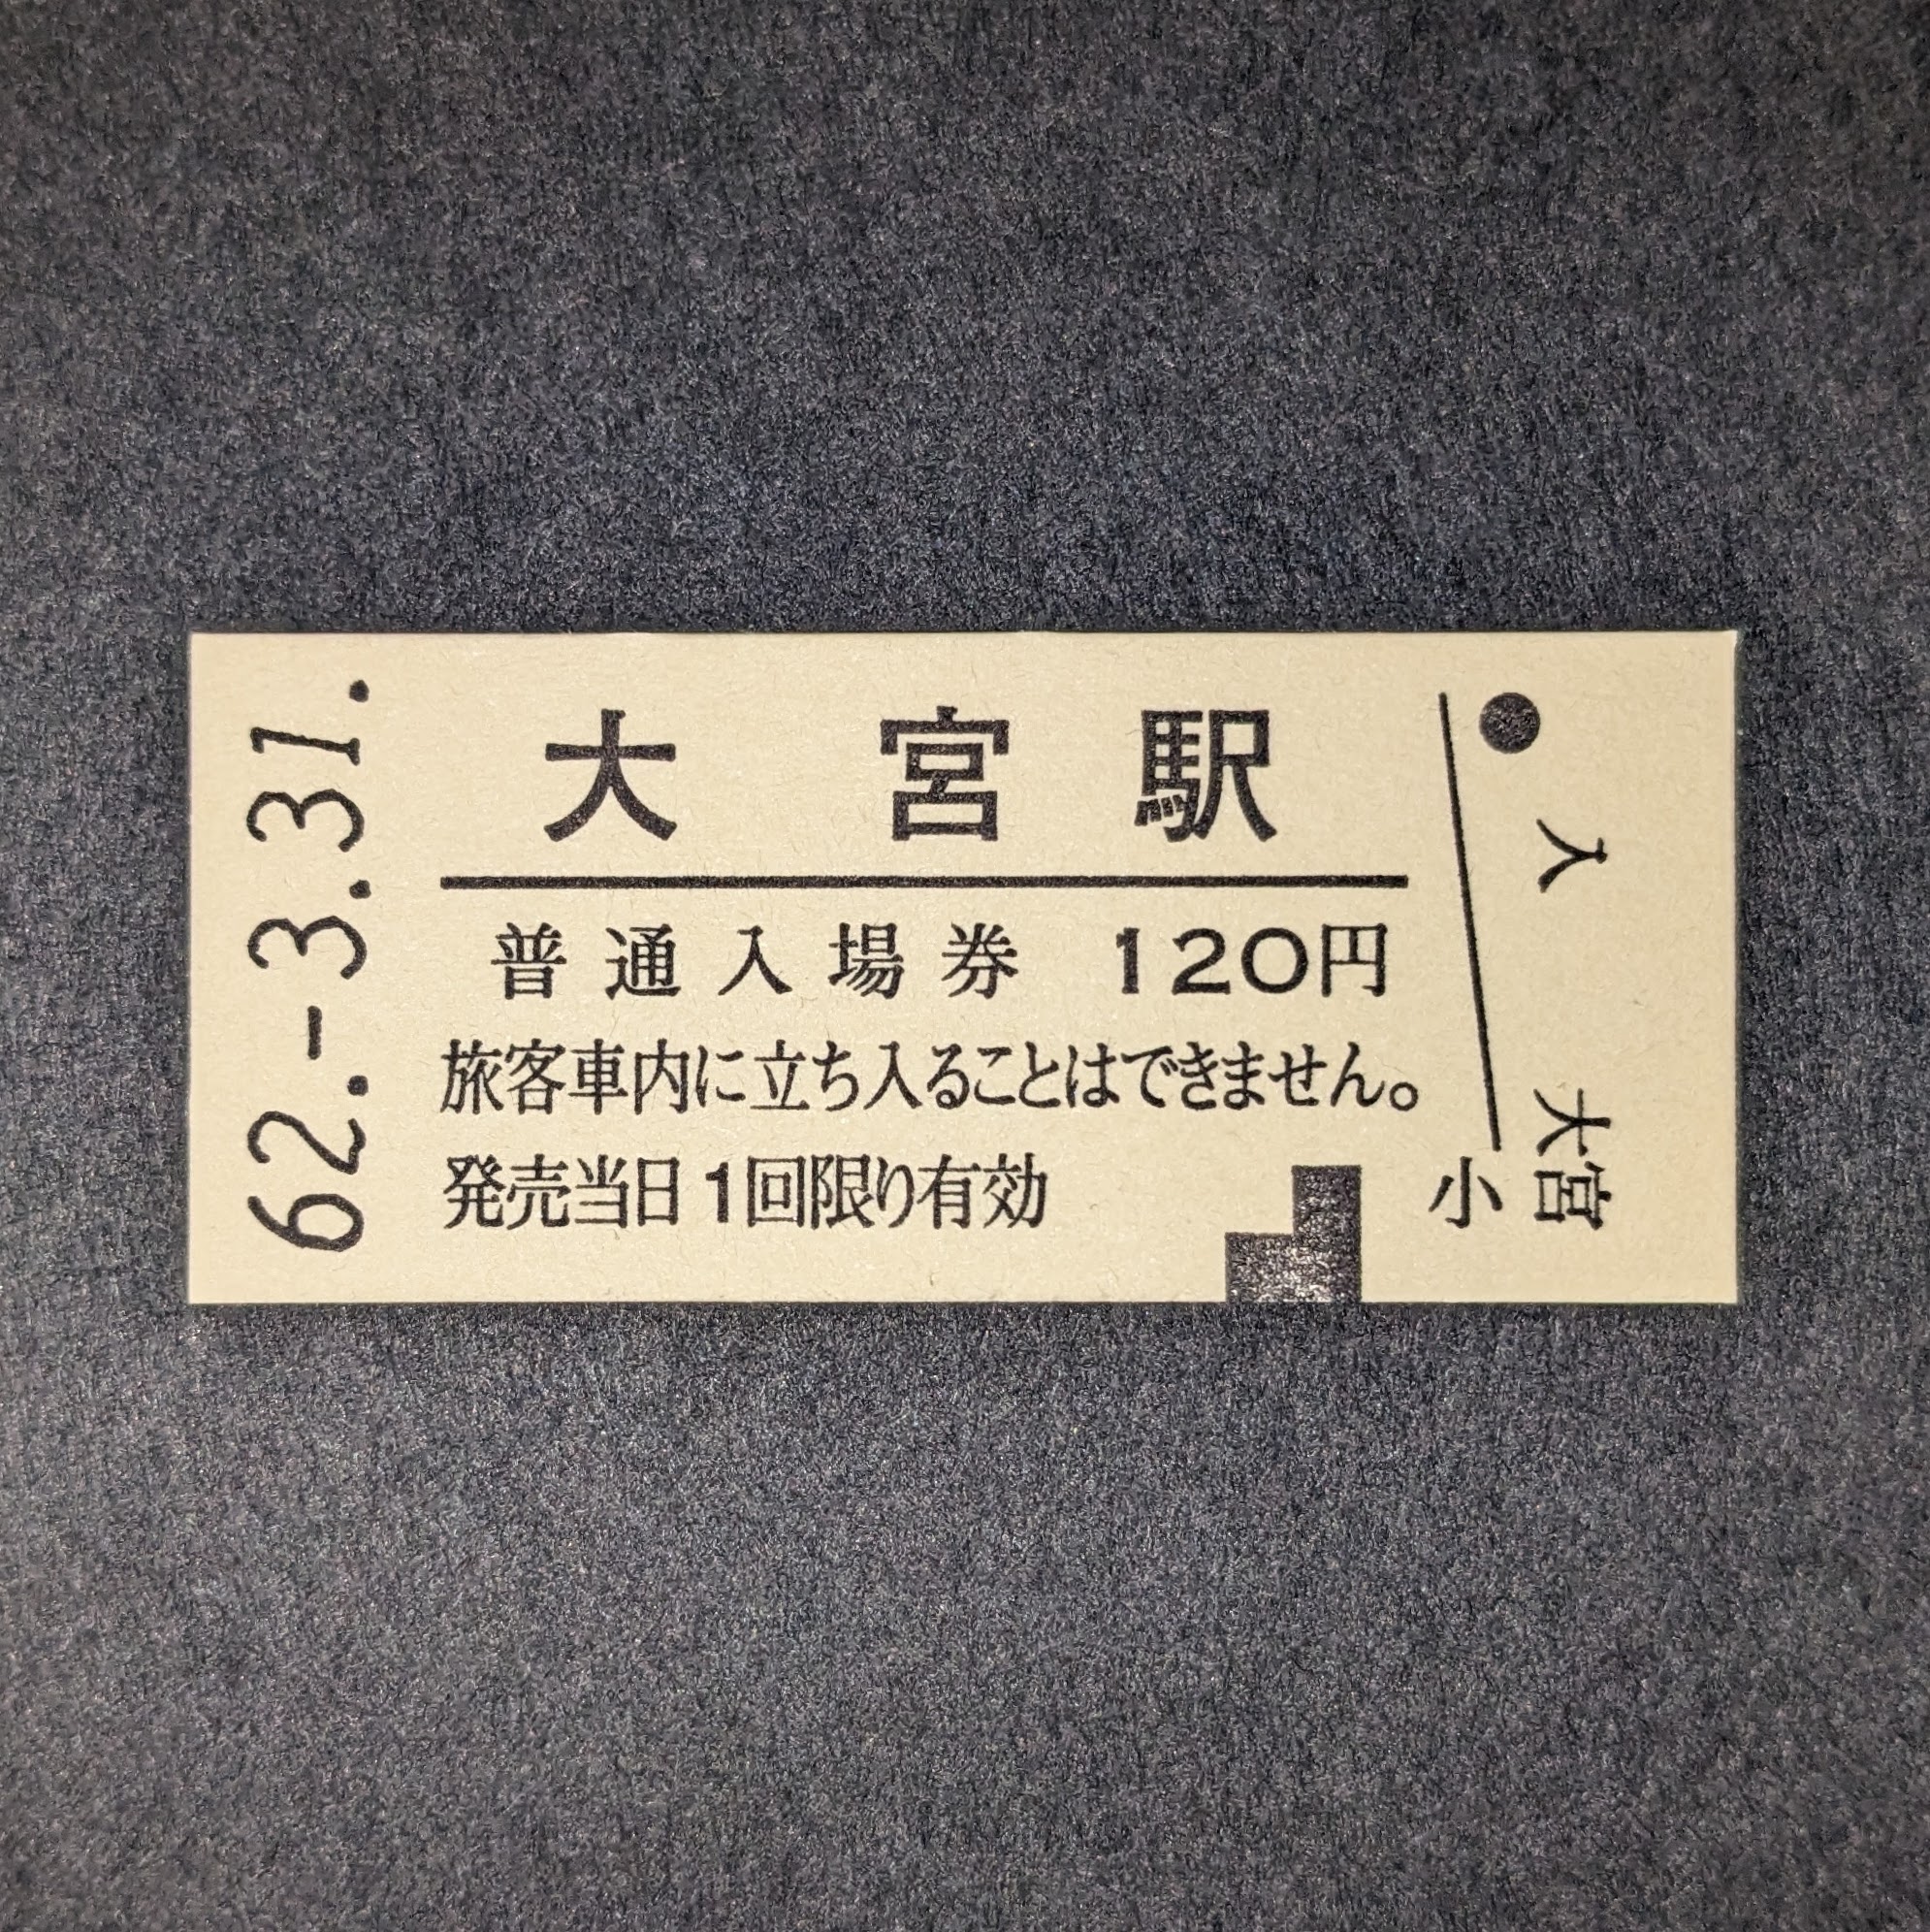 62.-3.31.
大宮駅
普通入場券 120円
旅客車内に立ち入ることはできません。
発売当日1回限り有効
小
入 大宮